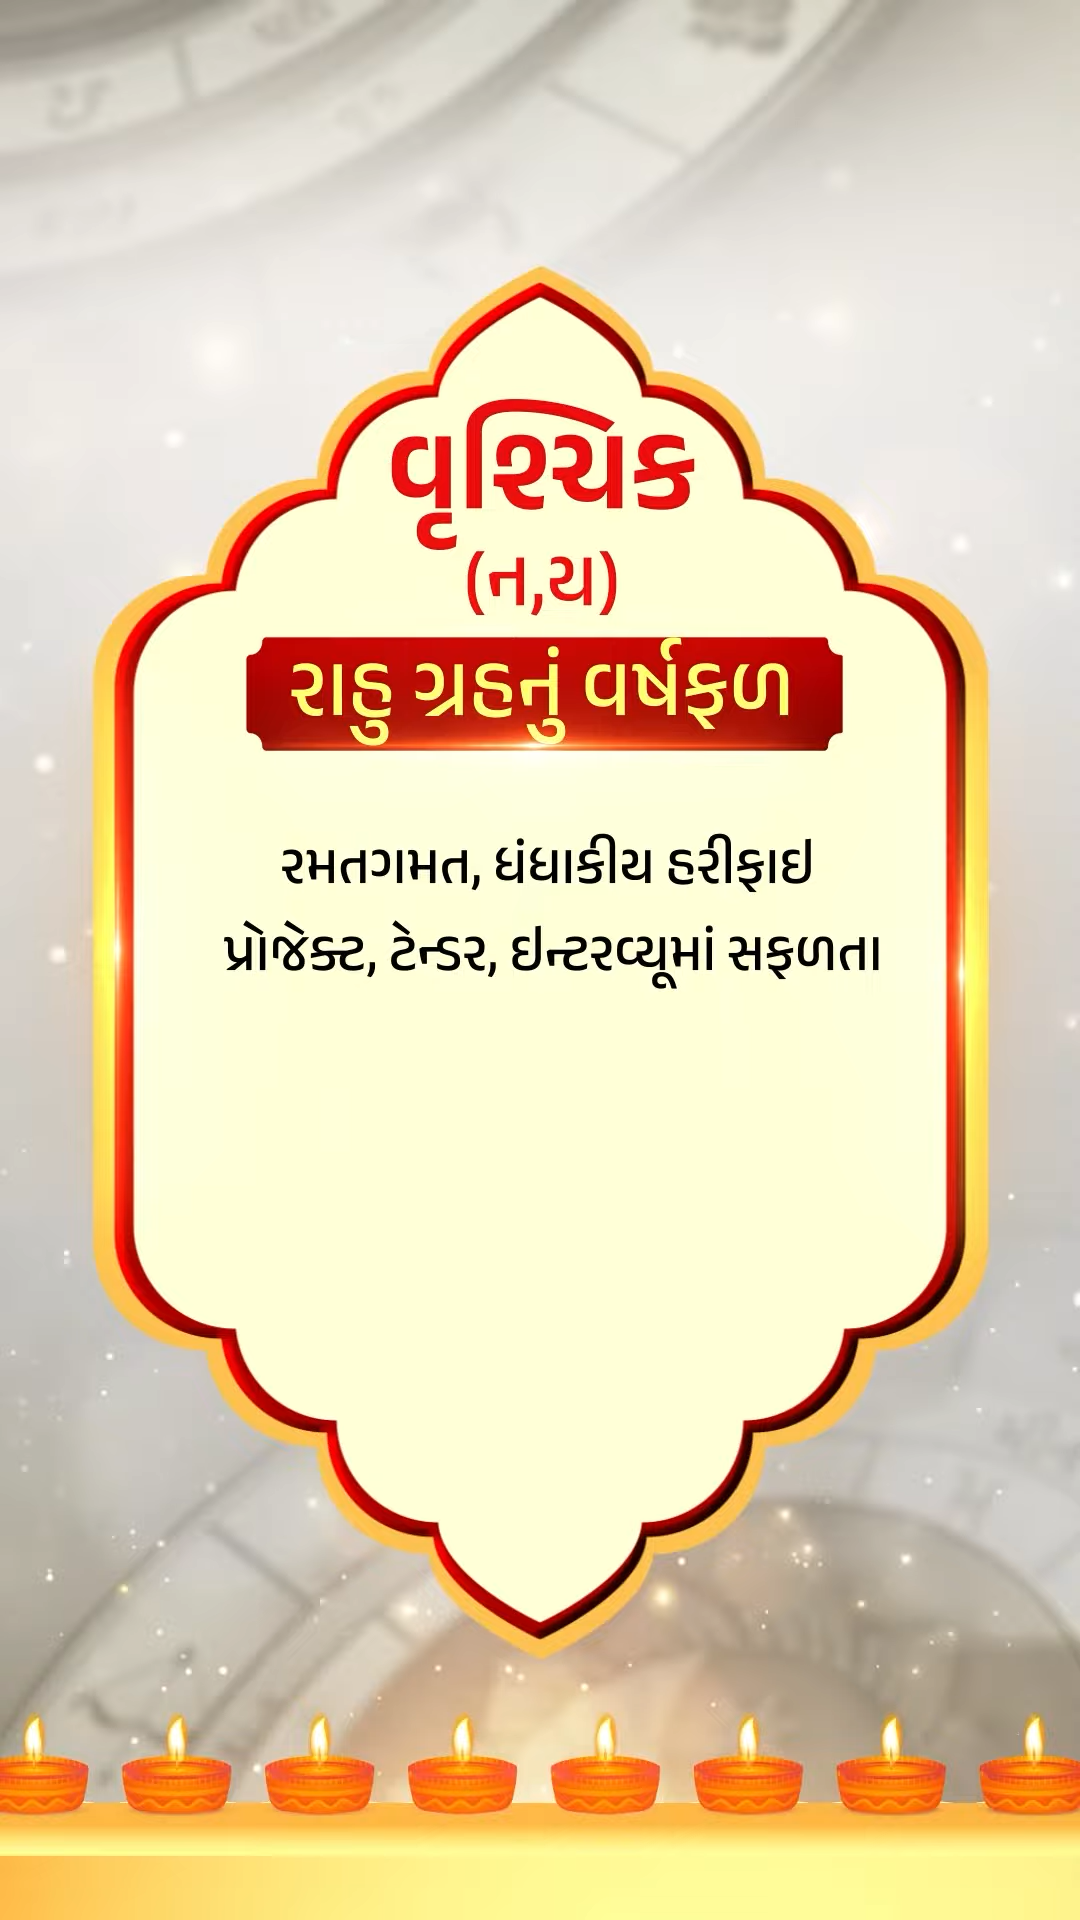 વૃશ્ચિક
(ન,ય)
રાહુ ગ્રહનું વર્ષફળ
રમતગમત, ધંધાકીય હરીફાઇ
પ્રોજેક્ટ, ટેન્ડર, ઇન્ટરવ્યૂમાં સફળતા